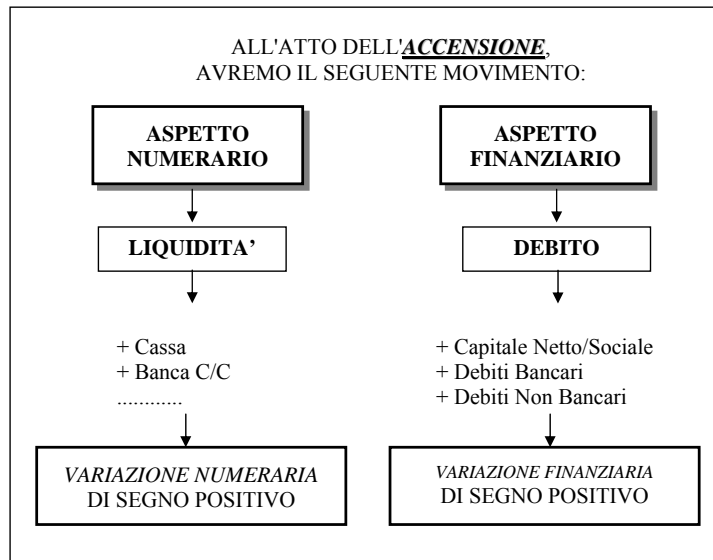 ALL'ATTO DELL'ACCENSIONE,
AVREMO IL SEGUENTE MOVIMENTO:
ASPETTO
NUMERARIO
LIQUIDITA’
+ Cassa
+ Banca C/C
............
VARIAZIONE NUMERARIA
DI SEGNO POSITIVO
ASPETTO
FINANZIARIO
DEBITO
+ Capitale Netto/Sociale
+ Debiti Bancari
+ Debiti Non Bancari
VARIAZIONE FINANZIARIA
DI SEGNO POSITIVO